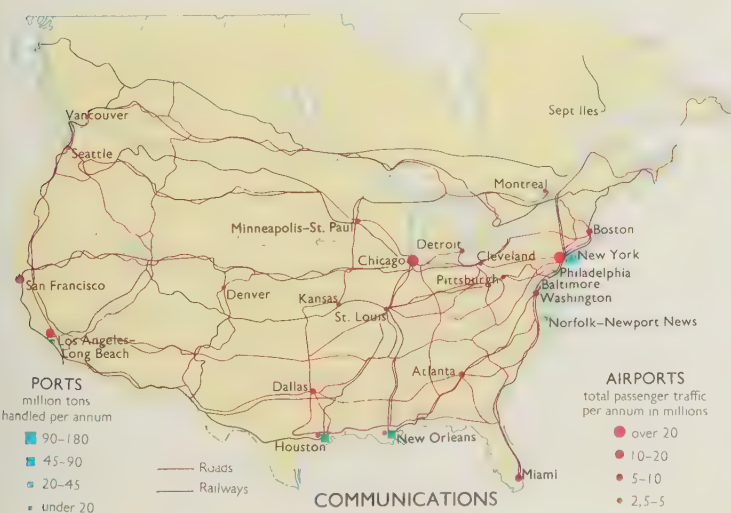 Vancouver
Seattle
Sept Iles
Montreal
Minneapolis–St. Paul
Boston
Detroit
Chicago
Cleveland
New York
Pittsburgh
Philadelphia
Baltimore
Washington
San Francisco
Denver
Kansas
St. Louis
Norfolk–Newport News
Los Angeles–
Long Beach
Atlanta
Dallas
Houston
New Orleans
Miami
PORTS
million tons
handled per annum
90–180
45–90
20–45
under 20
Roads
Railways
COMMUNICATIONS
AIRPORTS
total passenger traffic
per annum in millions
over 20
10–20
5–10
2,5–5